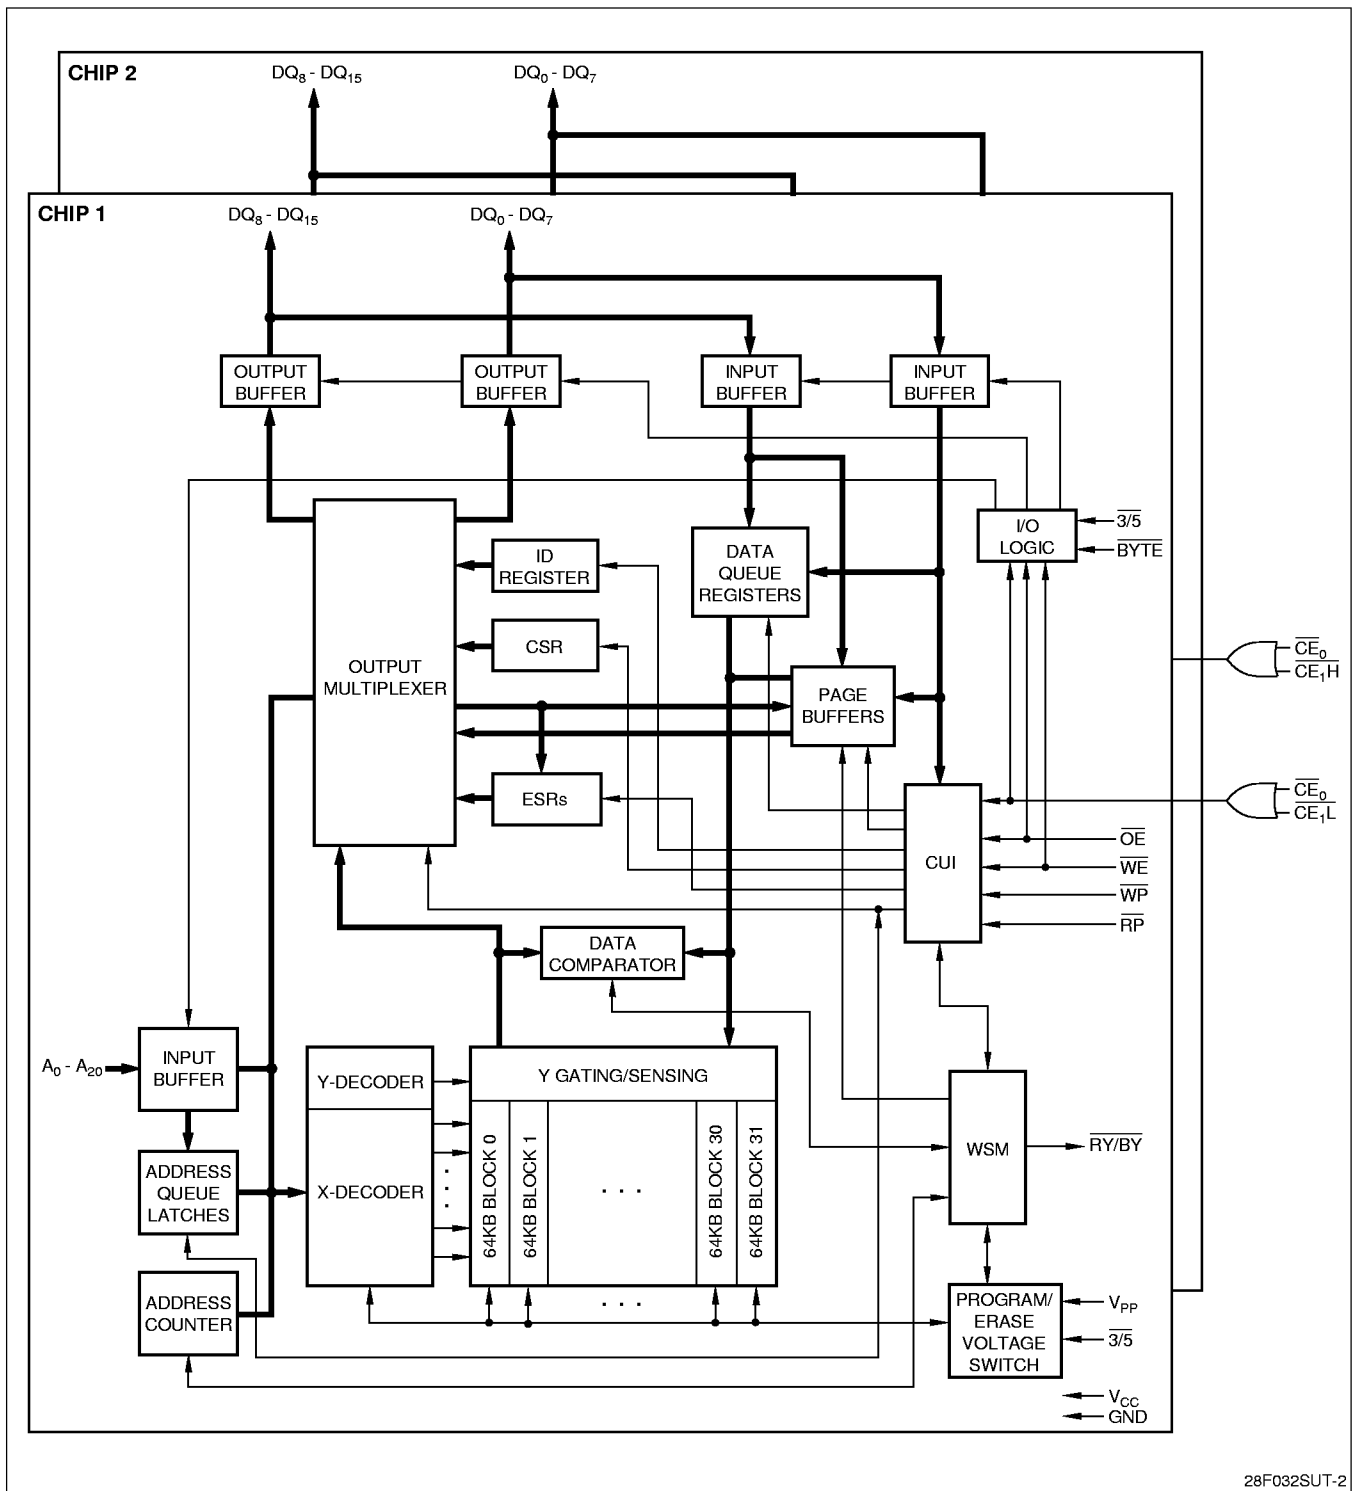 CHIP 2
DQ8 - DQ15
DQ0 - DQ7
CHIP 1
DQ8 - DQ15
DQ0 - DQ7
OUTPUT
BUFFER
OUTPUT
BUFFER
INPUT
BUFFER
INPUT
BUFFER
I/O
LOGIC
3/5
BYTE
ID
REGISTER
DATA
QUEUE
REGISTERS
CSR
OUTPUT
MULTIPLEXER
PAGE
BUFFERS
CE0
CE1H
ESRs
CE0
CE1L
CUI
OE
WE
WP
RP
DATA
COMPARATOR
A0 - A20
INPUT
BUFFER
Y-DECODER
Y GATING/SENSING
X-DECODER
64KB BLOCK 0
64KB BLOCK 1
. . .
64KB BLOCK 30
64KB BLOCK 31
. . .
. . .
WSM
RY/BY
ADDRESS
QUEUE
LATCHES
ADDRESS
COUNTER
PROGRAM/
ERASE
VOLTAGE
SWITCH
VPP
3/5
VCC
GND
28F032SUT-2